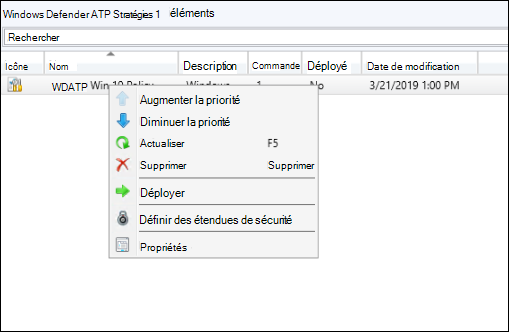 Windows Defender ATP Stratégies 1 éléments
Rechercher
Icône Nom Description Commande Déployé Date de modification
WDATP Win 10 Policy Windows 1 No 3/21/2019 1:00 PM
Augmenter la priorité
Diminuer la priorité
Actualiser F5
Supprimer Supprimer
Déployer
Définir des étendues de sécurité
Propriétés